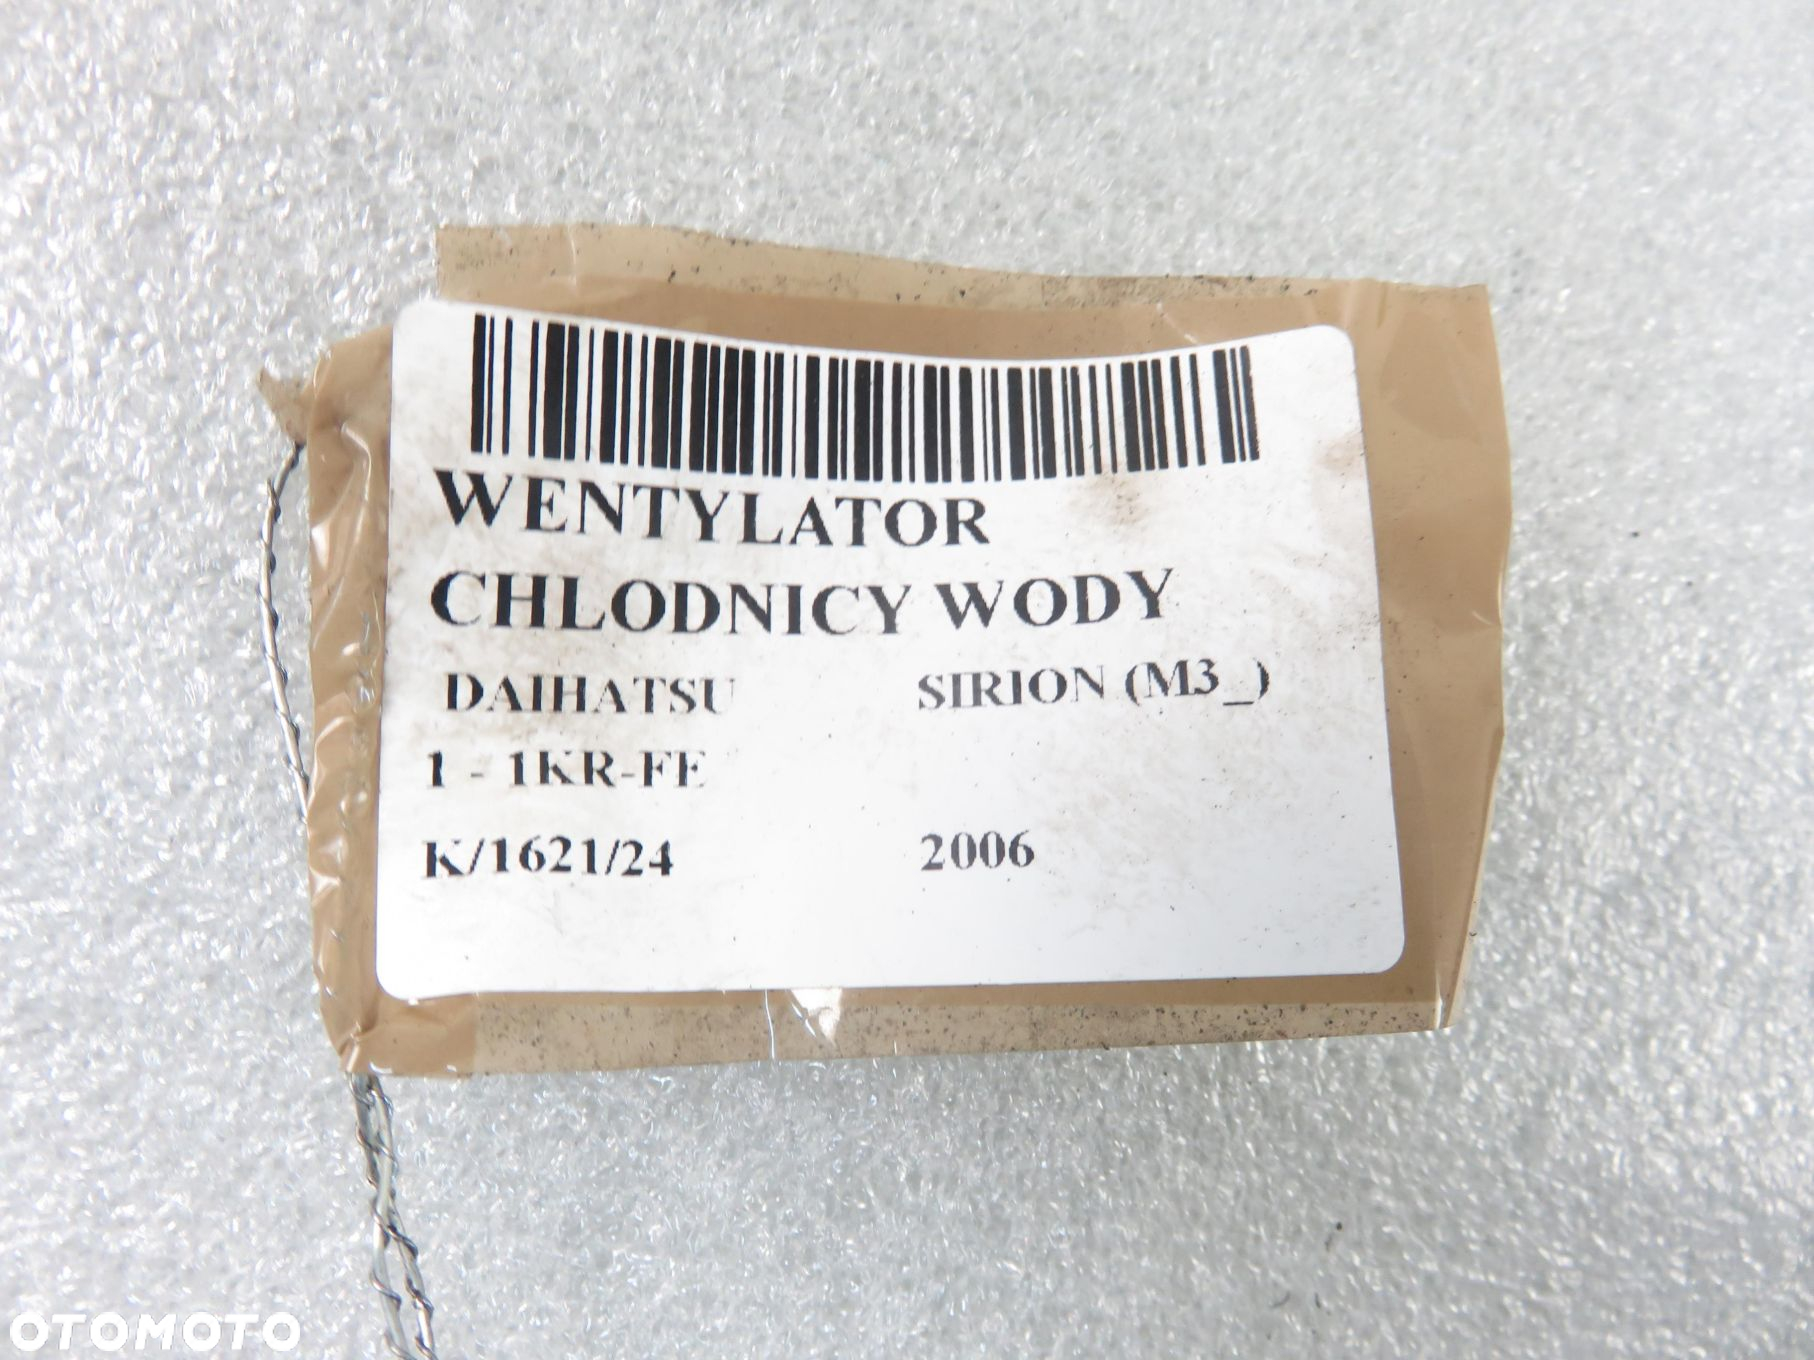 WENTYLATOR
CHLODNICY WODY
DAIHATSU SIRION (M3_)
1 - 1KR-FE
K/1621/24 2006
OTOMOTO